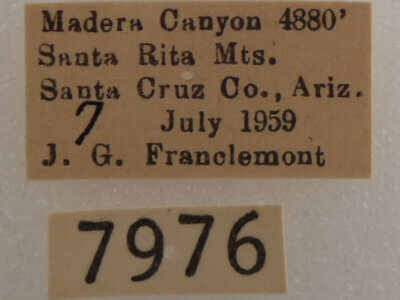 Madera Canyon 4880'
Santa Rita Mts.
Santa Cruz Co., Ariz.
7 July 1959
J. G. Franclemont
7976